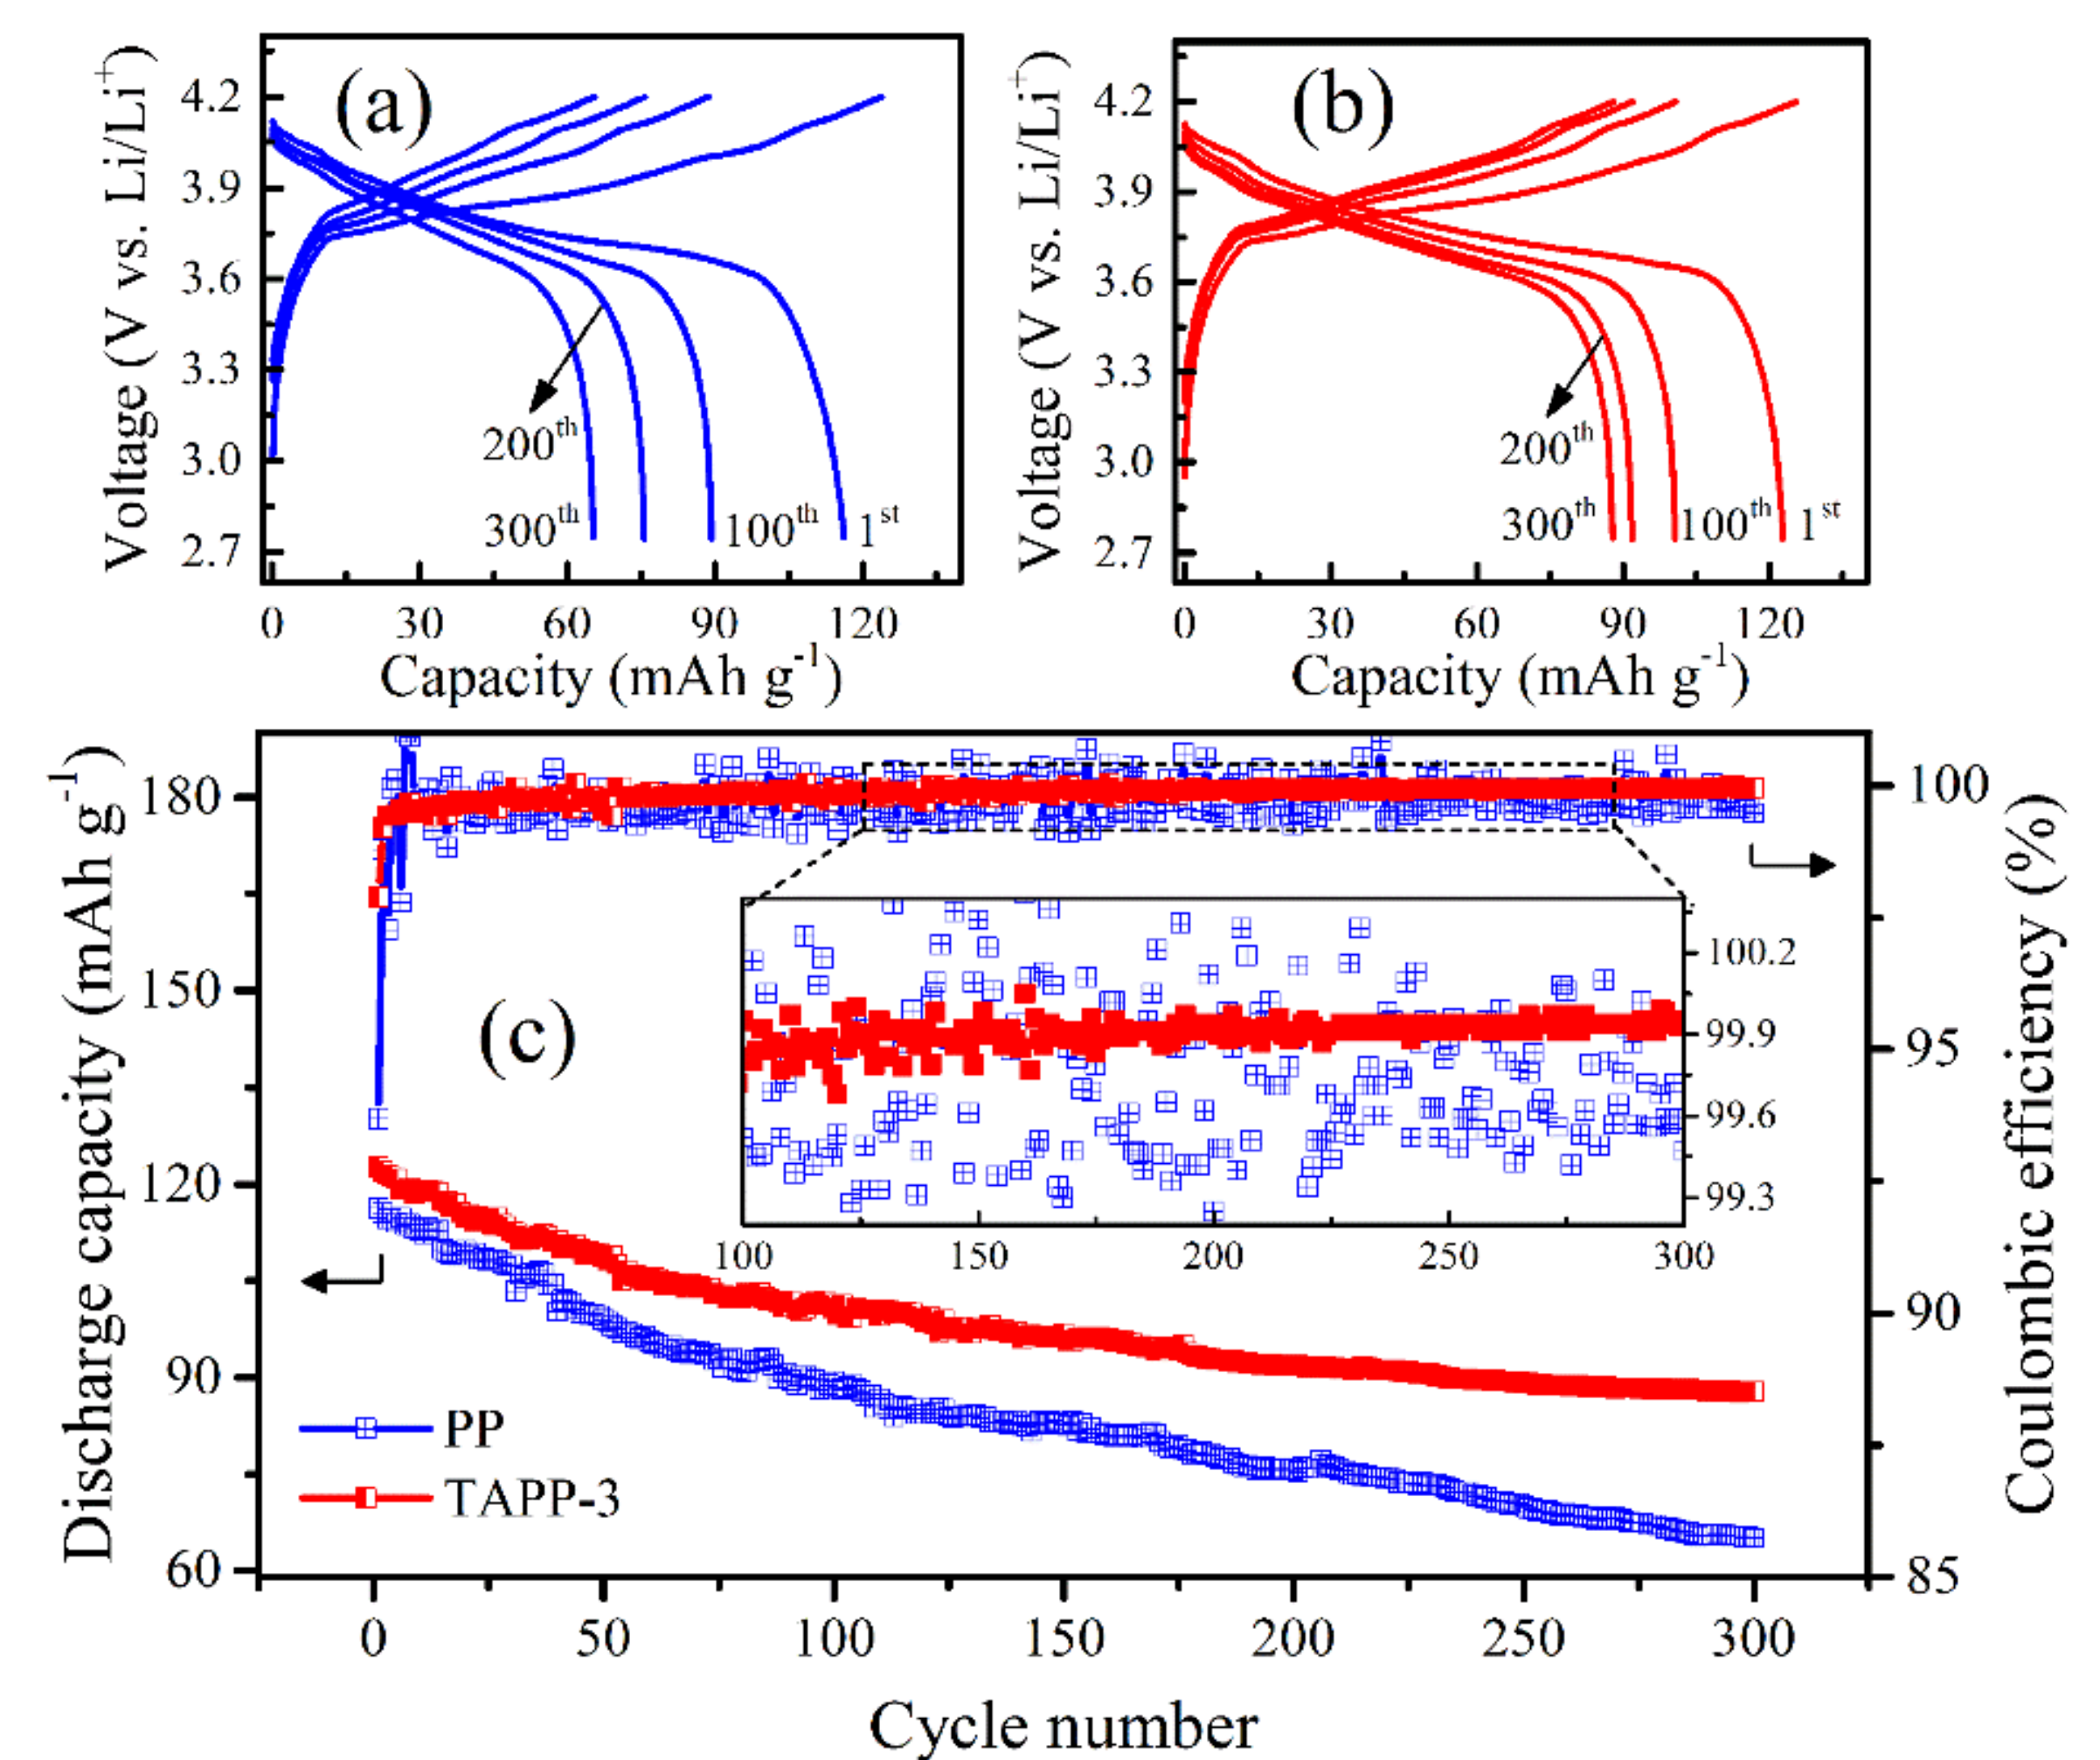 (a)
Voltage (V vs. Li/Li+)
4.2
3.9
3.6
3.3
3.0
2.7
200th
300th
100th
1st
0 30 60 90 120
Capacity (mAh g-1)
(b)
Voltage (V vs. Li/Li+)
4.2
3.9
3.6
3.3
3.0
2.7
200th
300th
100th
1st
0 30 60 90 120
Capacity (mAh g-1)
(c)
Discharge capacity (mAh g-1)
180
150
120
90
60
Coulombic efficiency (%)
100
95
90
85
100.2
99.9
99.6
99.3
100 150 200 250 300
PP
TAPP-3
0 50 100 150 200 250 300
Cycle number